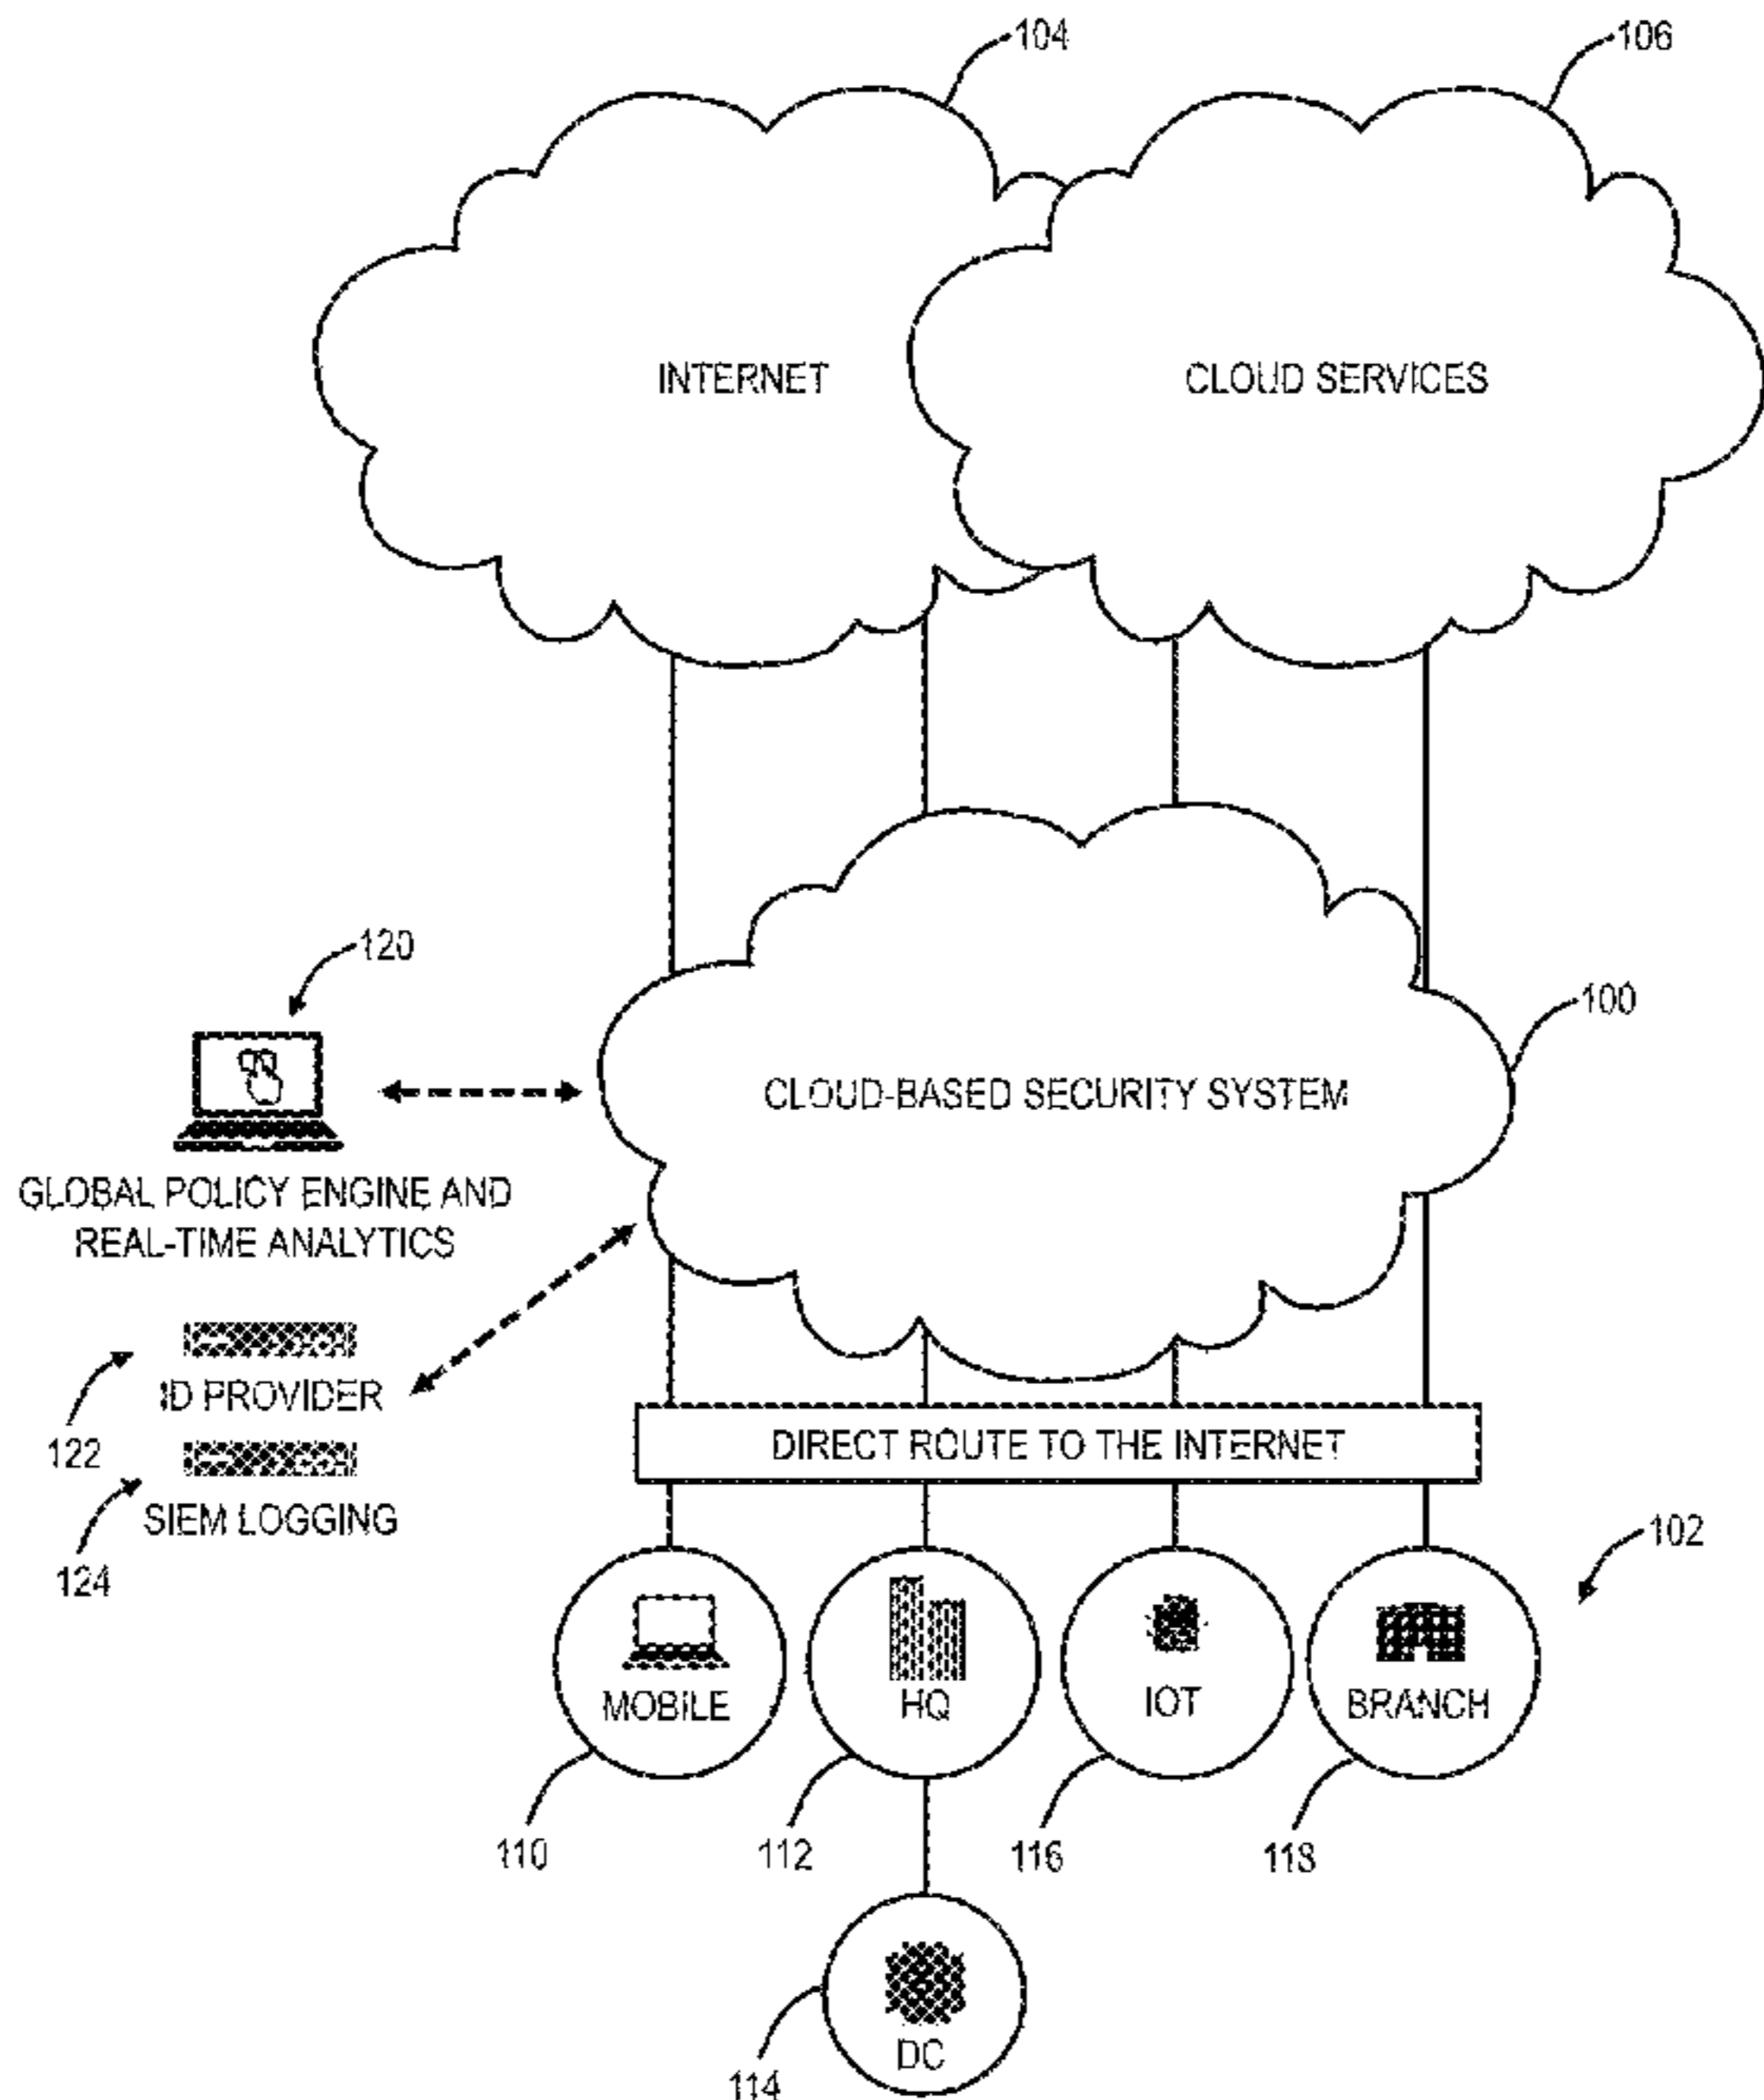 104
106
INTERNET
CLOUD SERVICES
120
100
CLOUD-BASED SECURITY SYSTEM
GLOBAL POLICY ENGINE AND
REAL-TIME ANALYTICS
ID PROVIDER
122
DIRECT ROUTE TO THE INTERNET
SIEM LOGGING
124
102
MOBILE
HQ
IOT
BRANCH
110
112
116
118
DC
114